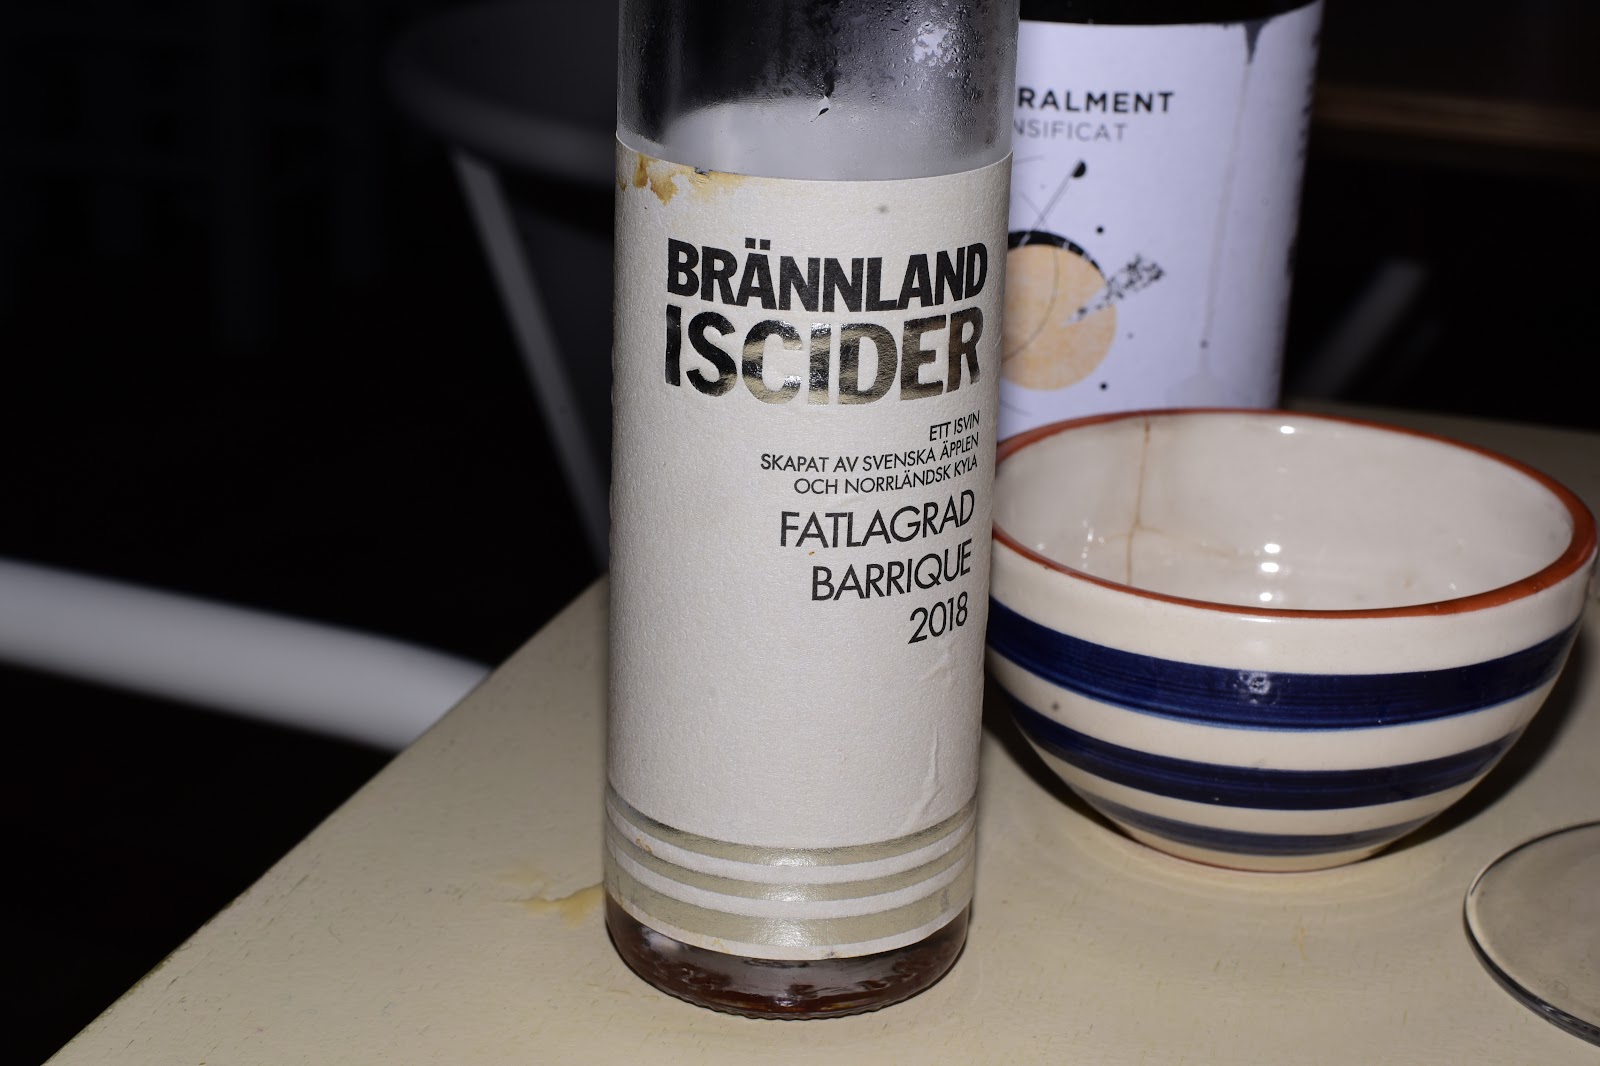 BRÄNNLAND
ISCIDER
ETT ISVIN
SKAPAT AV SVENSKA ÄPPLEN
OCH NORRLÄNDSK KYLA
FATLAGRAD
BARRIQUE
2018
RALMENT
NSIFICAT